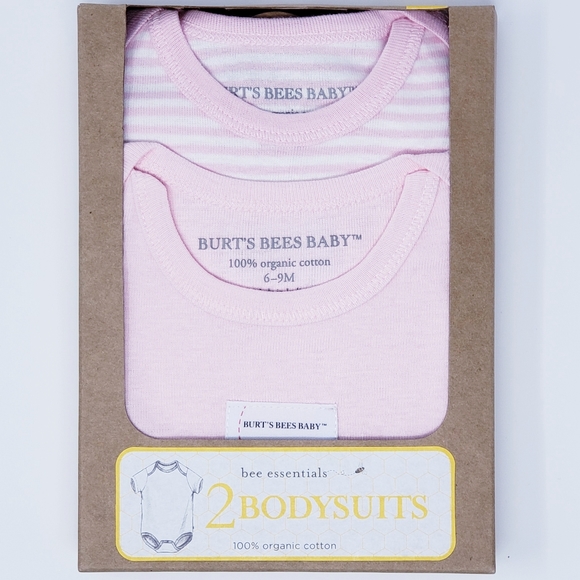 BURT'S BEES BABY™
BURT'S BEES BABY™
100% organic cotton
6–9M
BURT'S BEES BABY™
bee essentials
2 BODYSUITS
100% organic cotton